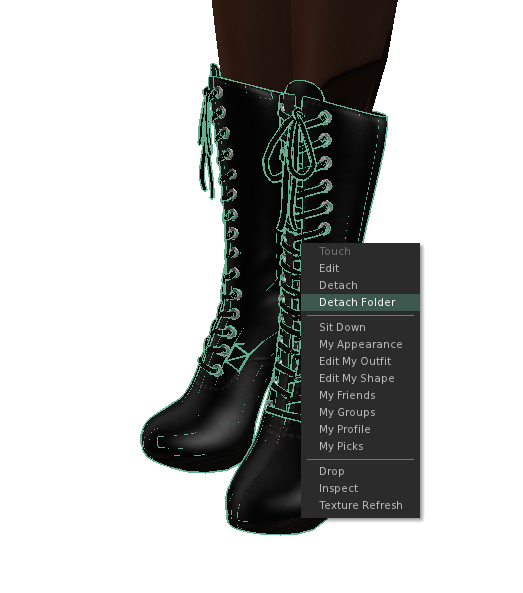 Touch
Edit
Detach
Detach Folder
Sit Down
My Appearance
Edit My Outfit
Edit My Shape
My Friends
My Groups
My Profile
My Picks
Drop
Inspect
Texture Refresh